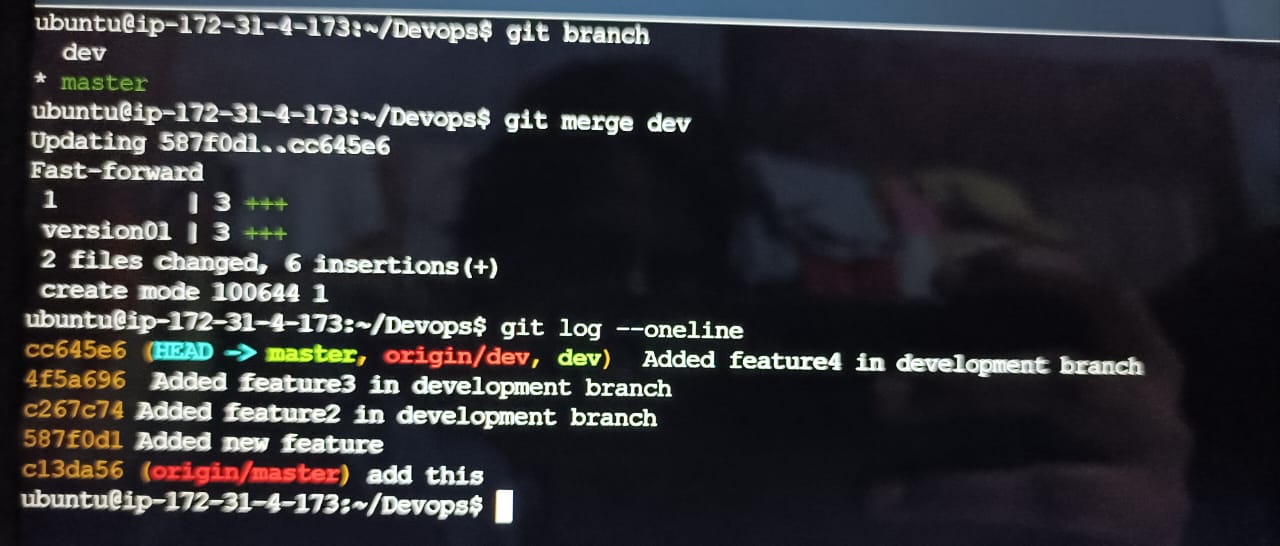 ubuntu@ip-172-31-4-173:~/Devops$ git branch
  dev
* master
ubuntu@ip-172-31-4-173:~/Devops$ git merge dev
Updating 587f0d1..cc645e6
Fast-forward
 1         | 3 +++
 version01 | 3 +++
 2 files changed, 6 insertions(+)
 create mode 100644 1
ubuntu@ip-172-31-4-173:~/Devops$ git log --oneline
cc645e6 (HEAD -> master, origin/dev, dev)  Added feature4 in development branch
4f5a696  Added feature3 in development branch
c267c74 Added feature2 in development branch
587f0d1 Added new feature
c13da56 (origin/master) add this
ubuntu@ip-172-31-4-173:~/Devops$